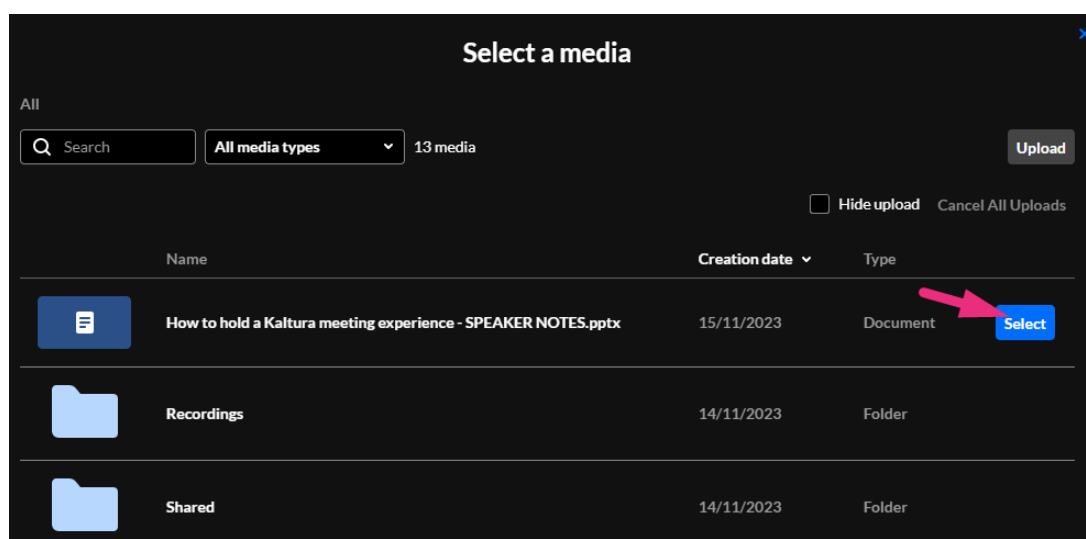 Select a media
All
Search All media types 13 media Upload
Hide upload Cancel All Uploads
Name Creation date Type
How to hold a Kaltura meeting experience - SPEAKER NOTES.pptx 15/11/2023 Document Select
Recordings 14/11/2023 Folder
Shared 14/11/2023 Folder